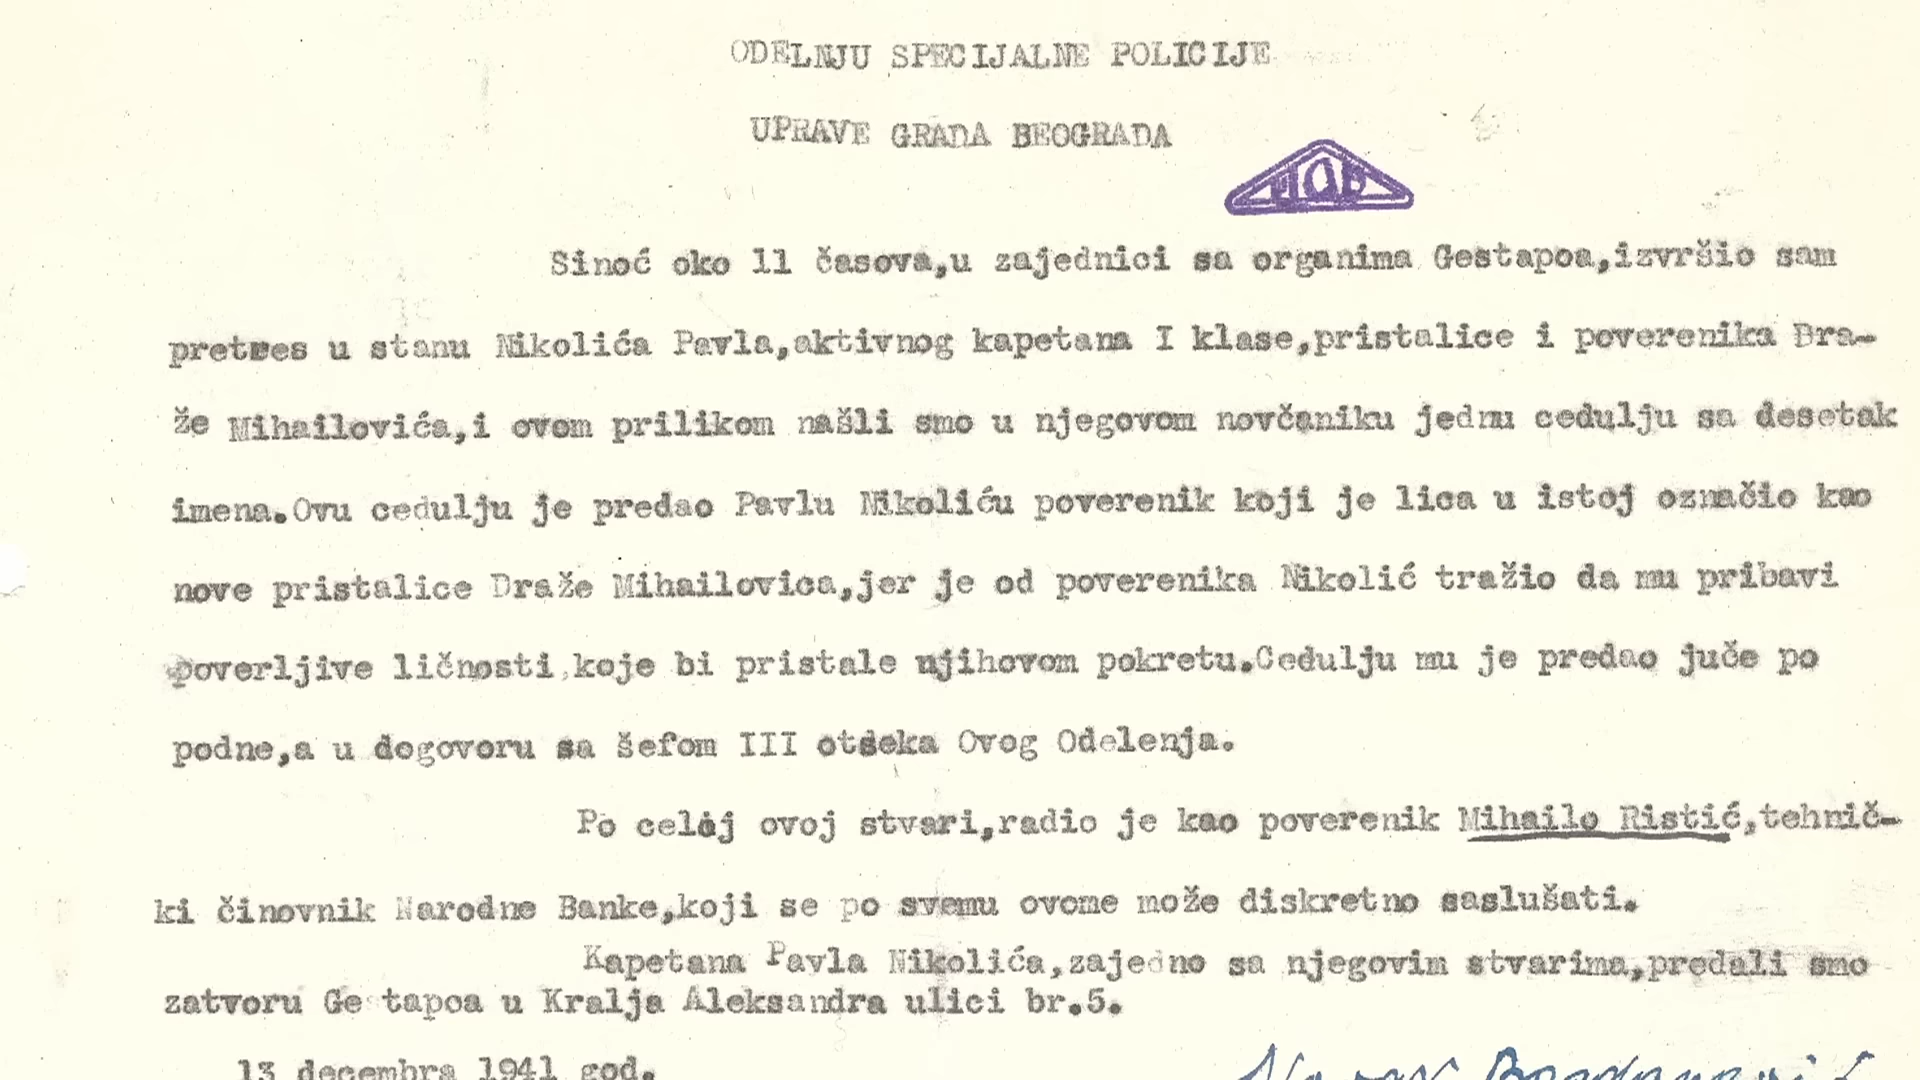 ODELNJU SPECIJALNE POLICIJE
UPRAVE GRADA BEOGRADA
Sinoć oko 11 časova,u zajednici sa organima Gestapoa,izvršio sam
pretres u stanu Nikolića Pavla,aktivnog kapetana I klase,pristalice i poverenika Dra-
že Mihailovića,i ovom prilikom našli smo u njegovom novčaniku jednu cedulju sa desetak
imena.Ovu cedulju je predao Pavlu Nikoliću poverenik koji je lica u istoj označio kao
nove pristalice Draže Mihailovica,jer je od poverenika Nikolić tražio da mu pribavi
poverljive ličnosti,koje bi pristale njihovom pokretu.Cedulju mu je predao juče po
podne,a u dogovoru sa šefom III otseka Ovog Odelenja.
Po celoj ovoj stvari,radio je kao poverenik Mihailo Ristić,tehnič-
ki činovnik Narodne Banke,koji se po svemu ovome može diskretno saslušati.
Kapetana Pavla Nikolića,zajedno sa njegovim stvarima,predali smo
zatvoru Ge tapoa u Kralja Aleksandra ulici br.5.
13 decembra 1941 god.
Bogdanović